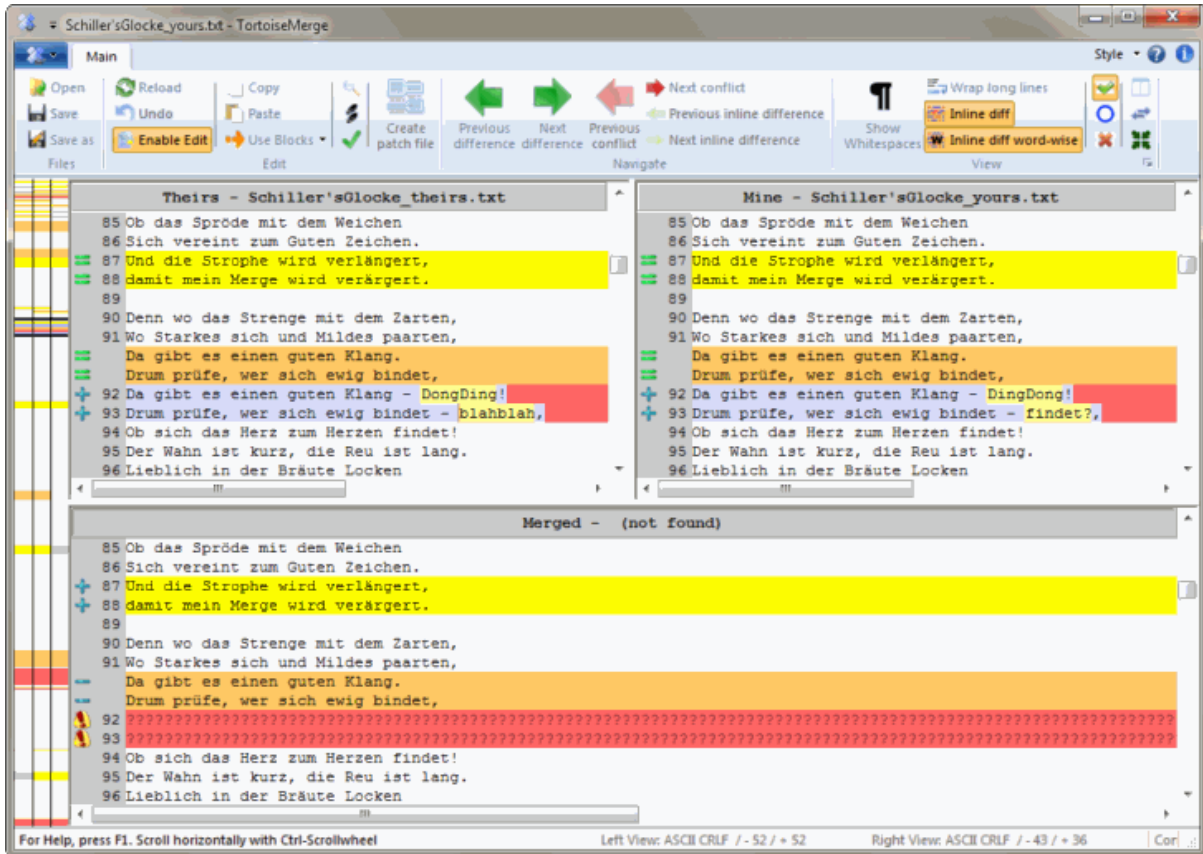 Schiller'sGlocke_yours.txt - TortoiseMerge
Main
Style
Open
Save
Save as
Files
Reload
Undo
Enable Edit
Copy
Paste
Use Blocks
Edit
Create patch file
Previous difference
Next difference
Previous conflict
Next conflict
Previous inline difference
Next inline difference
Navigate
Show Whitespaces
Wrap long lines
Inline diff
Inline diff word-wise
View
Theirs - Schiller'sGlocke_theirs.txt
85 Ob das Spröde mit dem Weichen
86 Sich vereint zum Guten Zeichen.
87 Und die Strophe wird verlängert,
88 damit mein Merge wird verärgert.
89
90 Denn wo das Strenge mit dem Zarten,
91 Wo Starkes sich und Mildes paarten,
Da gibt es einen guten Klang.
Drum prüfe, wer sich ewig bindet,
92 Da gibt es einen guten Klang - DongDing!
93 Drum prüfe, wer sich ewig bindet - blahblah,
94 Ob sich das Herz zum Herzen findet!
95 Der Wahn ist kurz, die Reu ist lang.
96 Lieblich in der Bräute Locken
Mine - Schiller'sGlocke_yours.txt
85 Ob das Spröde mit dem Weichen
86 Sich vereint zum Guten Zeichen.
87 Und die Strophe wird verlängert,
88 damit mein Merge wird verärgert.
89
90 Denn wo das Strenge mit dem Zarten,
91 Wo Starkes sich und Mildes paarten,
Da gibt es einen guten Klang.
Drum prüfe, wer sich ewig bindet,
92 Da gibt es einen guten Klang - DingDong!
93 Drum prüfe, wer sich ewig bindet - findet?,
94 Ob sich das Herz zum Herzen findet!
95 Der Wahn ist kurz, die Reu ist lang.
96 Lieblich in der Bräute Locken
Merged - (not found)
85 Ob das Spröde mit dem Weichen
86 Sich vereint zum Guten Zeichen.
87 Und die Strophe wird verlängert,
88 damit mein Merge wird verärgert.
89
90 Denn wo das Strenge mit dem Zarten,
91 Wo Starkes sich und Mildes paarten,
Da gibt es einen guten Klang.
Drum prüfe, wer sich ewig bindet,
92 ????????????????????????????????????????????????????????????????????????????????????????????????????????????????
93 ????????????????????????????????????????????????????????????????????????????????????????????????????????????????
94 Ob sich das Herz zum Herzen findet!
95 Der Wahn ist kurz, die Reu ist lang.
96 Lieblich in der Bräute Locken
For Help, press F1. Scroll horizontally with Ctrl-Scrollwheel
Left View: ASCII CRLF / - 52 / + 52
Right View: ASCII CRLF / - 43 / + 36